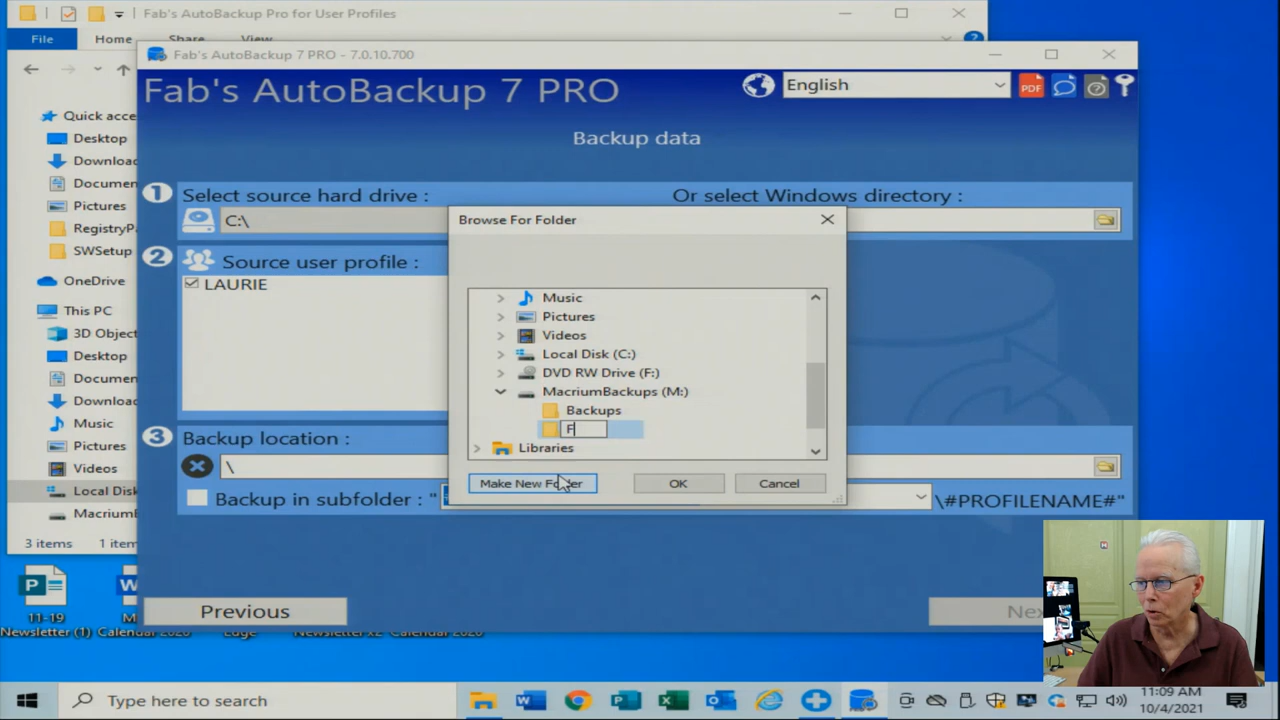 Fab's AutoBackup Pro for User Profiles
File Home Share View
Fab's AutoBackup 7 PRO - 7.0.10.700
Fab's AutoBackup 7 PRO
English
PDF
Backup data
Quick acce
Desktop
Downloa
Documen
Pictures
RegistryPa
SWSetup
OneDrive
This PC
3D Object
Desktop
Documen
Downloa
Music
Pictures
Videos
Local Disk
Macrium
3 items 1 item
1 Select source hard drive :
C:\
Or select Windows directory :
2 Source user profile :
LAURIE
3 Backup location :
\
Backup in subfolder : "
\#PROFILENAME#"
Browse For Folder
Music
Pictures
Videos
Local Disk (C:)
DVD RW Drive (F:)
MacriumBackups (M:)
Backups
F
Libraries
Make New Folder OK Cancel
Previous
11-19
Newsletter (1) Calendar 2020 Edge Newsletter x2 Calendar 2020
Type here to search
11:09 AM
10/4/2021